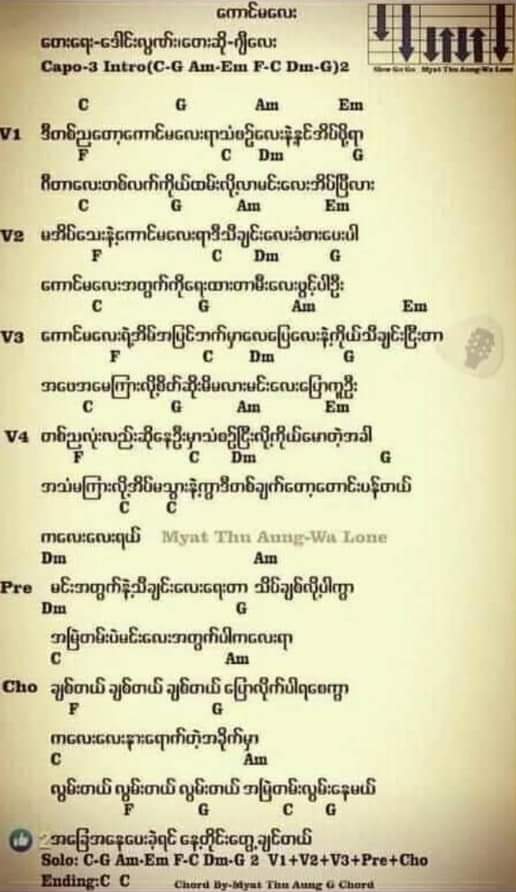 ကောင်မလေး
တေးရေး-ဒေါင်းလွဏ်း၊တေးဆို-ဂျီလေး
Capo-3 Intro(C-G Am-Em F-C Dm-G)2
Slow Go Go Myat Thu Aung-Wa Lone
C G Am Em
V1 ဒီတစ်ညတော့ကောင်မလေးရာသံစဉ်လေးနဲ့နှင်အိပ်ဖို့ရာ
F C Dm G
ဂီတာလေးတစ်လက်ကိုယ်ထမ်းလို့လာမင်းလေးအိပ်ပြီလား
C G Am Em
V2 မအိပ်သေးနဲ့ကောင်မလေးရာဒီသီချင်းလေးခံစားပေးပါ
F C Dm G
ကောင်မလေးအတွက်ကိုရေးထားတာမီးလေးဖွင့်ပါဦး
C G Am Em
V3 ကောင်မလေးရဲ့အိမ်အပြင်ဘက်မှာလေပြေလေးနဲ့ကိုယ်သီချင်းငြီးတာ
F C Dm G
အဖေအမေကြားလို့စိတ်ဆိုးမိမလားမင်းလေးပြောကူဦး
C G Am Em
V4 တစ်ညလုံးလည်းဆိုနေဦးမှာသံစဉ်ငြီးလို့ကိုယ်မောတဲ့အခါ
F C Dm G
အသံမကြားလို့အိပ်မသွားနဲ့ကွာဒီတစ်ချက်တော့တောင်းပန်တယ်
C C
ကလေးလေးရယ် Myat Thu Aung-Wa Lone
Dm Am
Pre မင်းအတွက်နဲ့သီချင်းလေးရေးတာ သိပ်ချစ်လို့ပါကွာ
Dm G
အမြဲတမ်းပဲမင်းလေးအတွက်ပါကလေးရာ
C Am
Cho ချစ်တယ် ချစ်တယ် ချစ်တယ် ပြောလိုက်ပါရစေကွာ
F G
ကလေးလေးနားရောက်တဲ့အခိုက်မှာ
C Am
လွမ်းတယ် လွမ်းတယ် လွမ်းတယ် အမြဲတမ်းလွမ်းနေမယ်
F G C G
2အခြေအနေပေးခဲ့ရင် နေ့တိုင်းတွေ့ချင်တယ်
Solo: C-G Am-Em F-C Dm-G 2 V1+V2+V3+Pre+Cho
Ending:C C Chord By-Myat Thu Aung G Chord